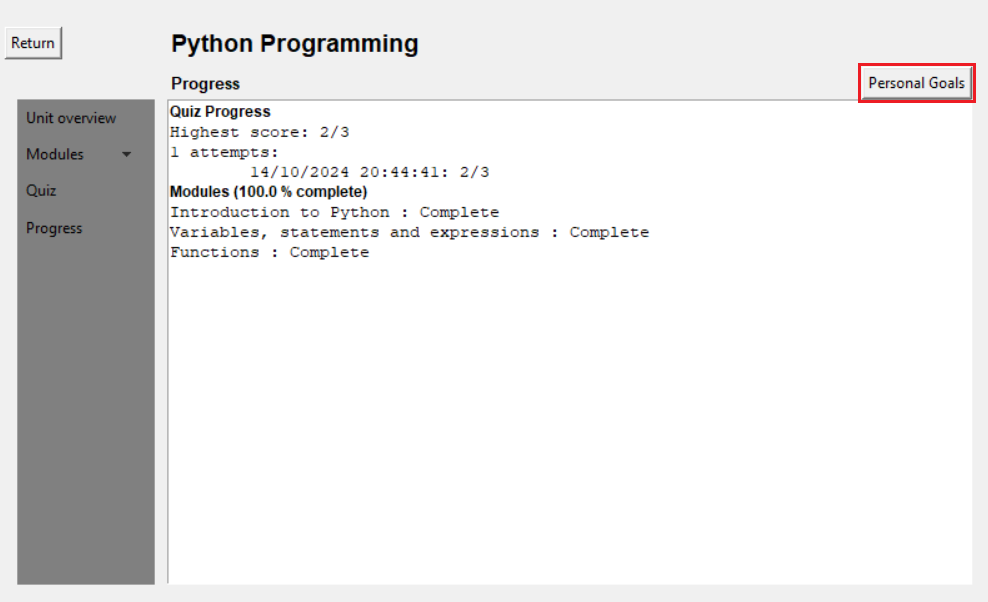 Return
Python Programming
Progress
Personal Goals
Unit overview
Modules
Quiz
Progress
Quiz Progress
Highest score: 2/3
1 attempts:
14/10/2024 20:44:41: 2/3
Modules (100.0 % complete)
Introduction to Python : Complete
Variables, statements and expressions : Complete
Functions : Complete